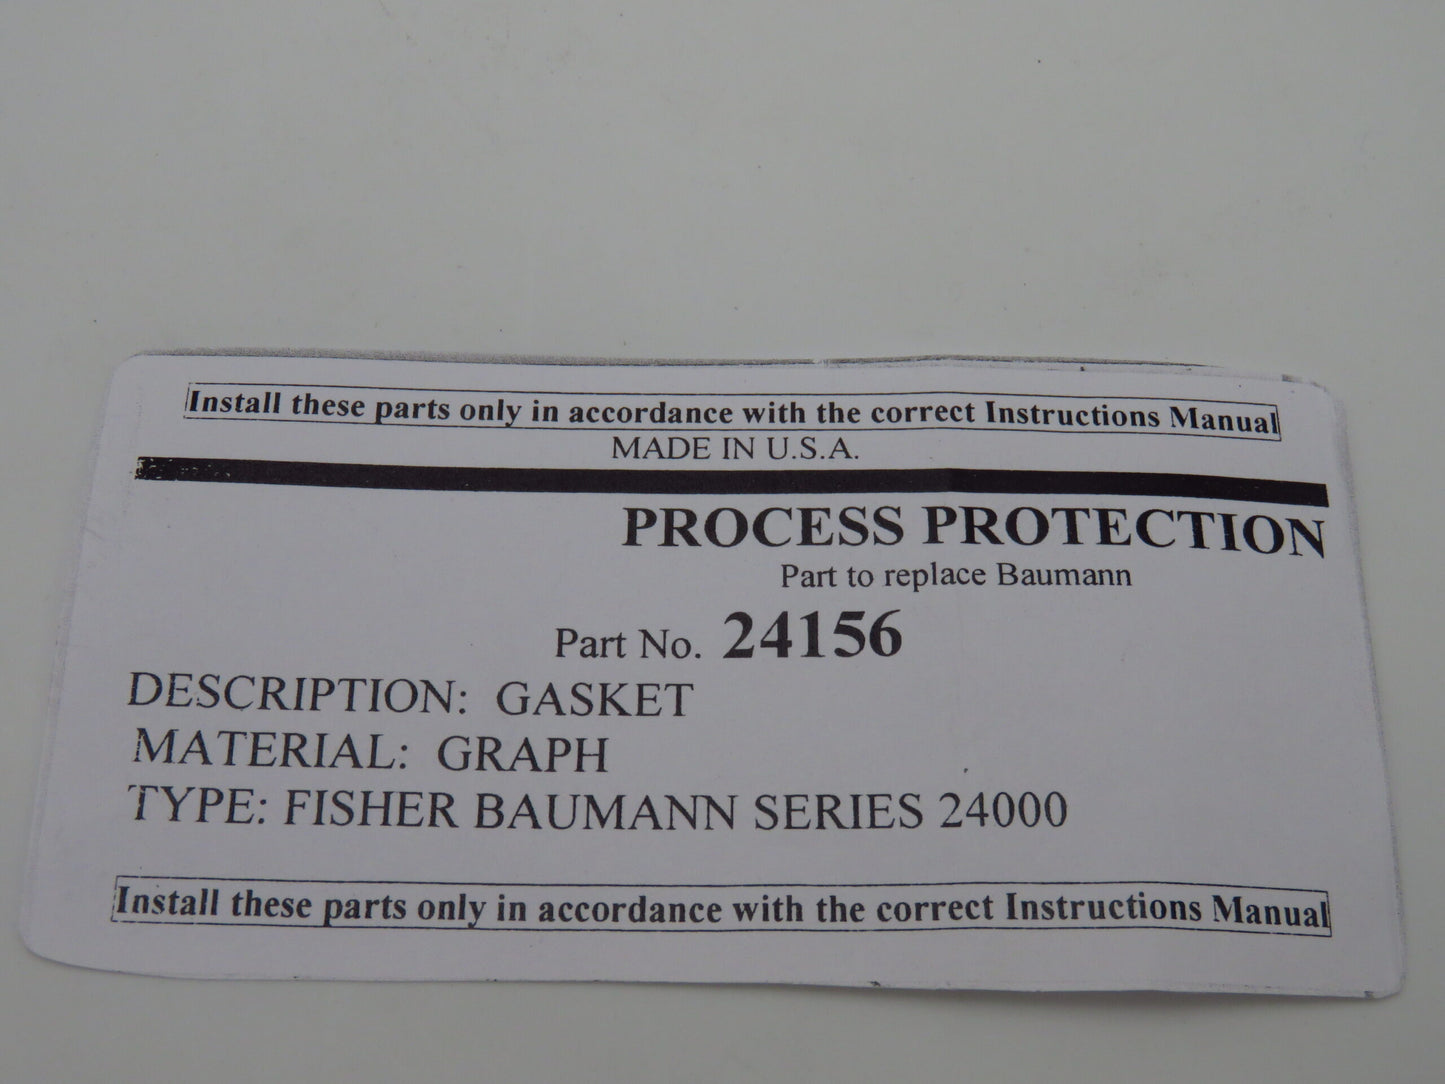 Install these parts only in accordance with the correct Instructions Manual
MADE IN U.S.A.
PROCESS PROTECTION
Part to replace Baumann
Part No. 24156
DESCRIPTION: GASKET
MATERIAL: GRAPH
TYPE: FISHER BAUMANN SERIES 24000
Install these parts only in accordance with the correct Instructions Manual